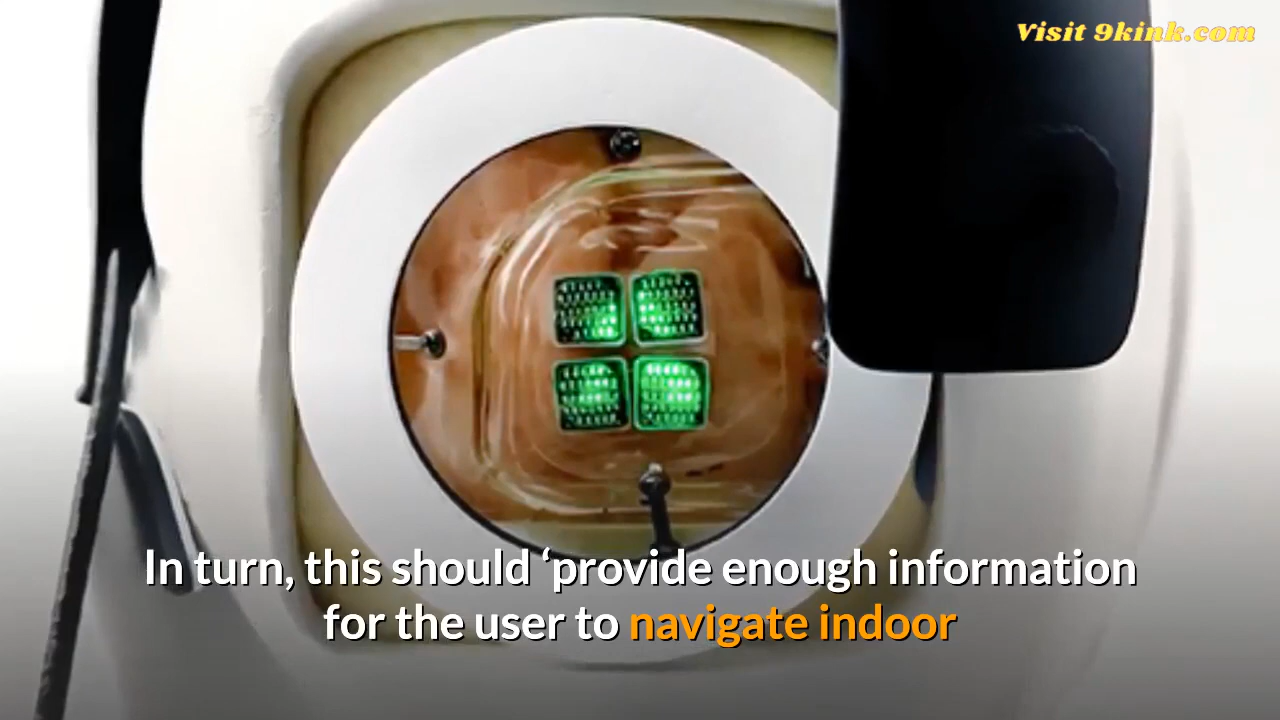 Visit 9kink.com
In turn, this should ‘provide enough information
for the user to navigate indoor